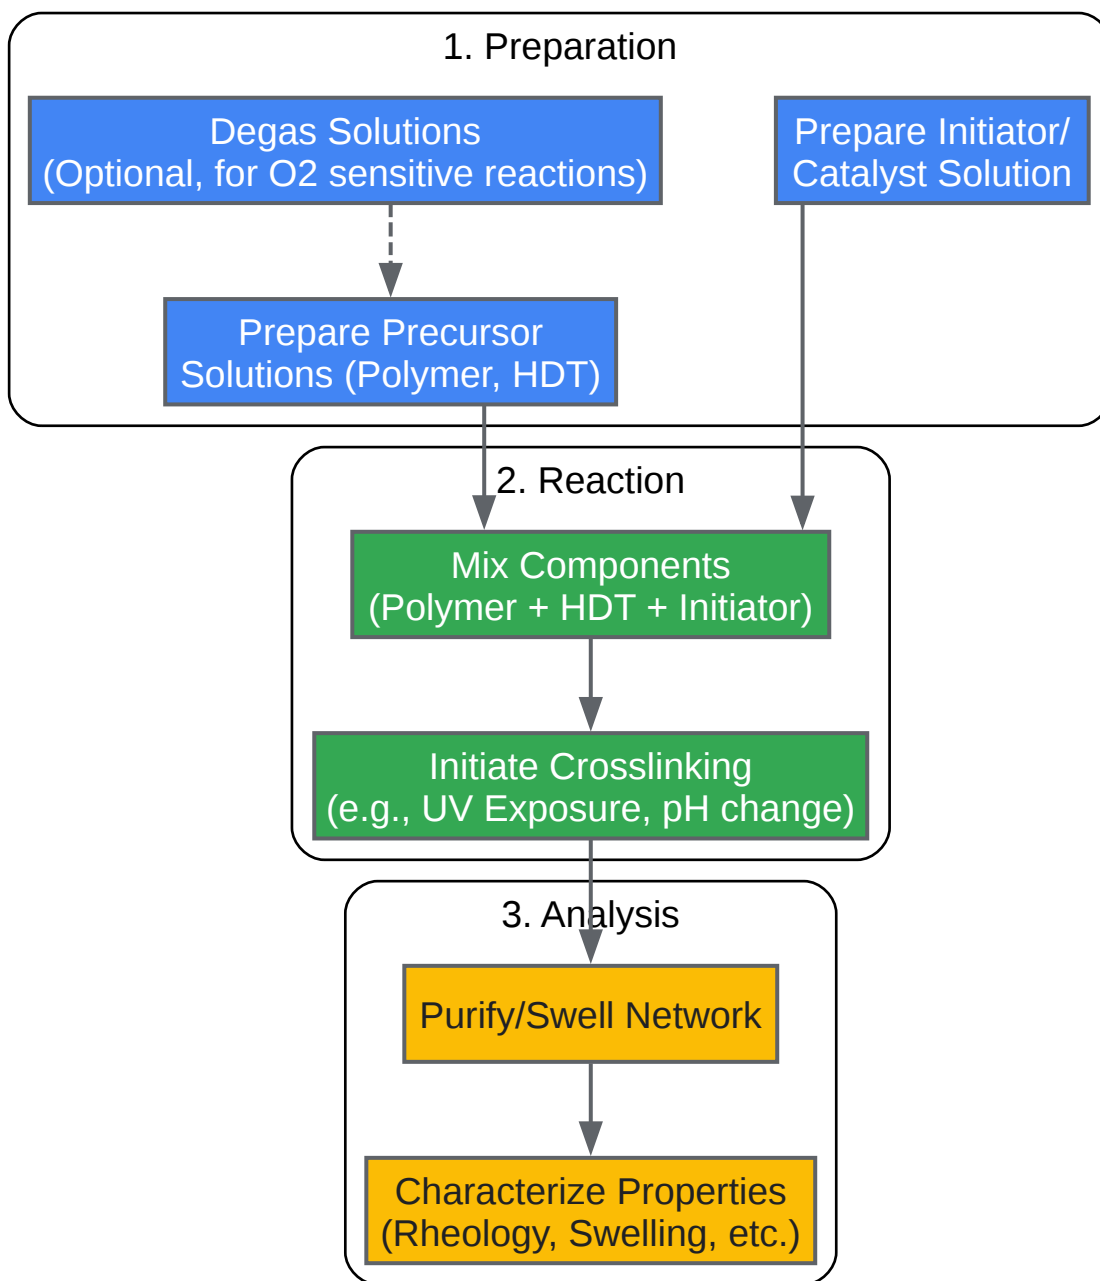 1. Preparation
Degas Solutions
(Optional, for O2 sensitive reactions)
Prepare Initiator/
Catalyst Solution
Prepare Precursor
Solutions (Polymer, HDT)
2. Reaction
Mix Components
(Polymer + HDT + Initiator)
Initiate Crosslinking
(e.g., UV Exposure, pH change)
3. Analysis
Purify/Swell Network
Characterize Properties
(Rheology, Swelling, etc.)